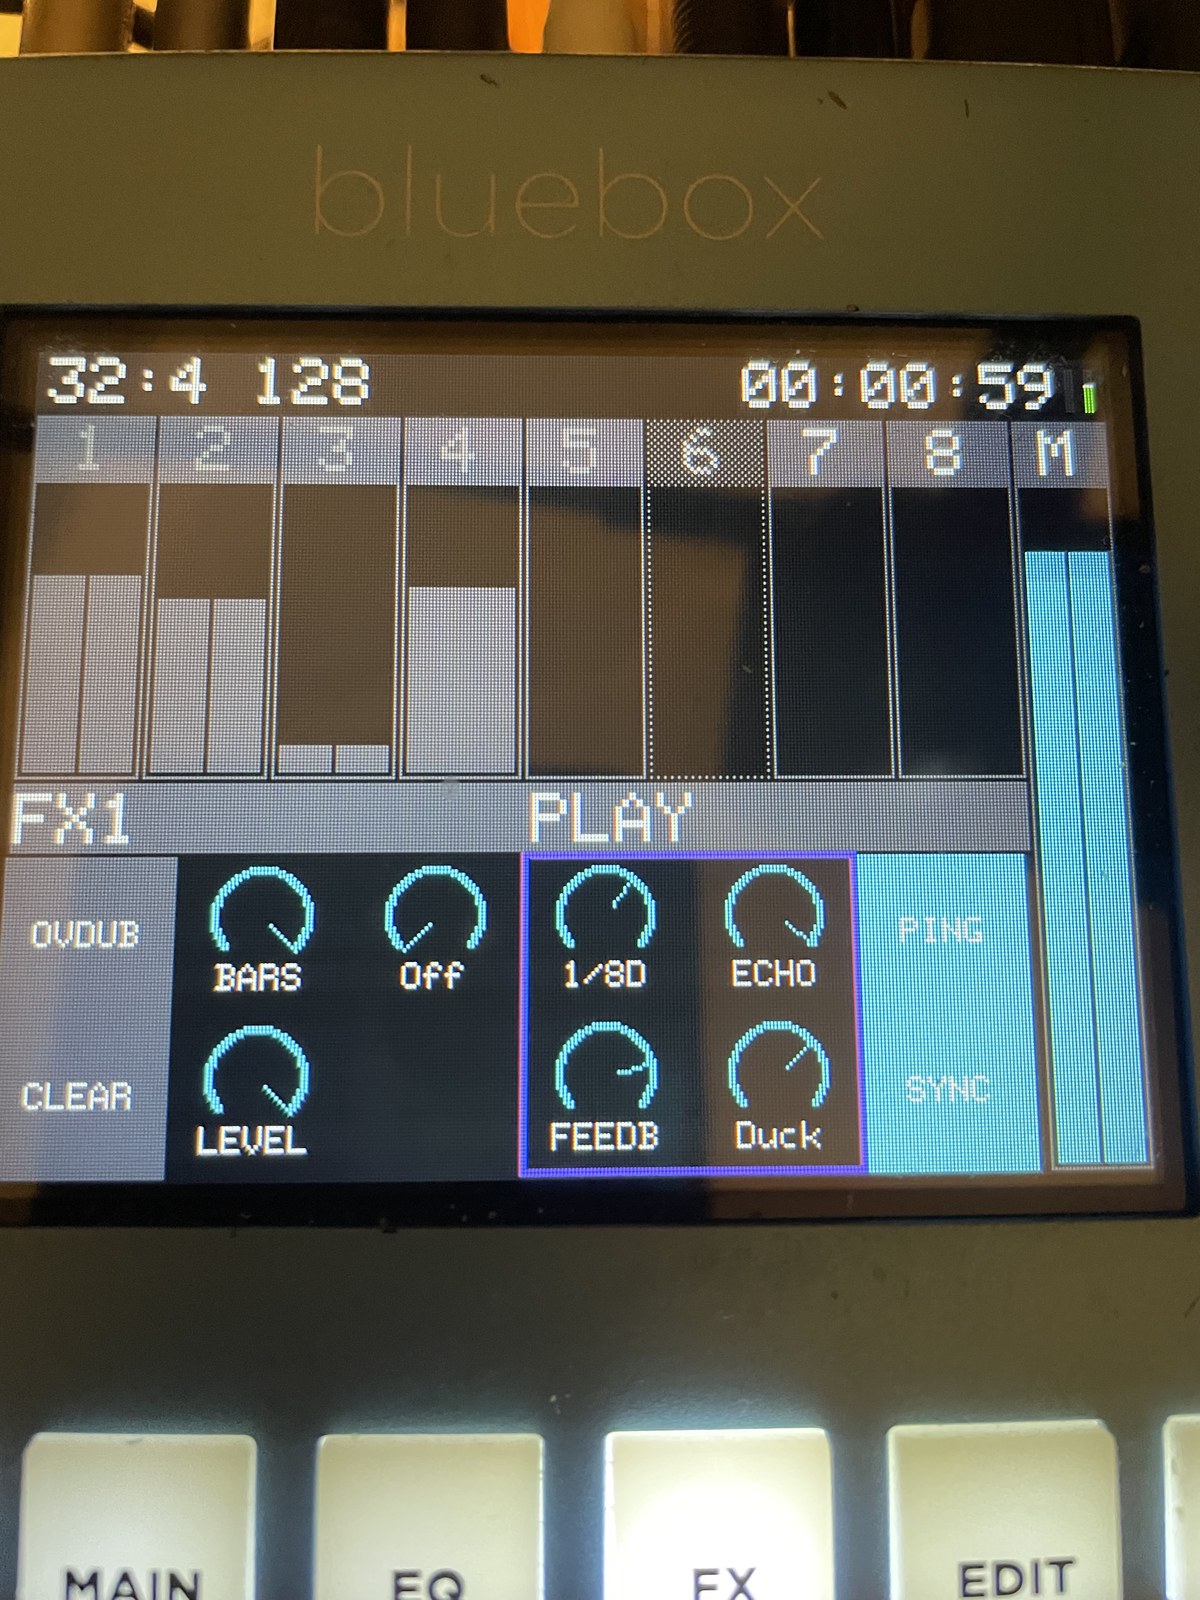 bluebox
32:4 128 00:00:59
1 2 3 4 5 6 7 8 M
FX1 PLAY
OVDUB BARS Off 1/8D ECHO PING
CLEAR LEVEL FEEDB Duck SYNC
MAIN EQ FX EDIT